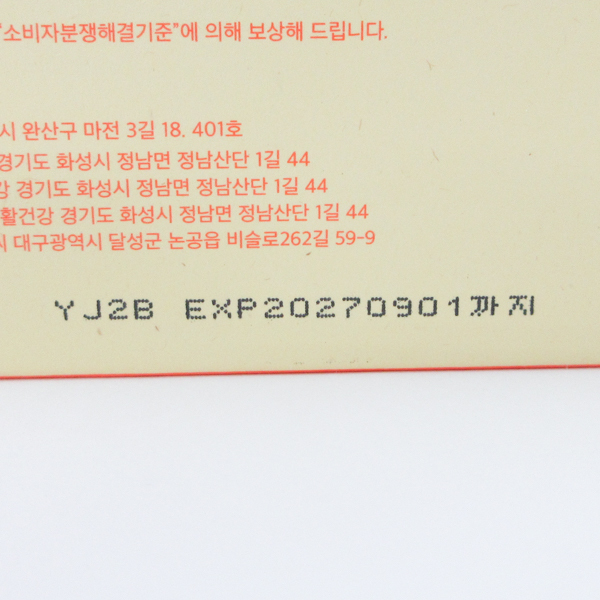 "소비자분쟁해결기준"에 의해 보상해 드립니다.
시 완산구 마전 3길 18, 401호
경기도 화성시 정남면 정남산단 1길 44
강 경기도 화성시 정남면 정남산단 1길 44
활건강 경기도 화성시 정남면 정남산단 1길 44
씨 대구광역시 달성군 논공읍 비슬로262길 59-9
YJ2B EXP20270901까지